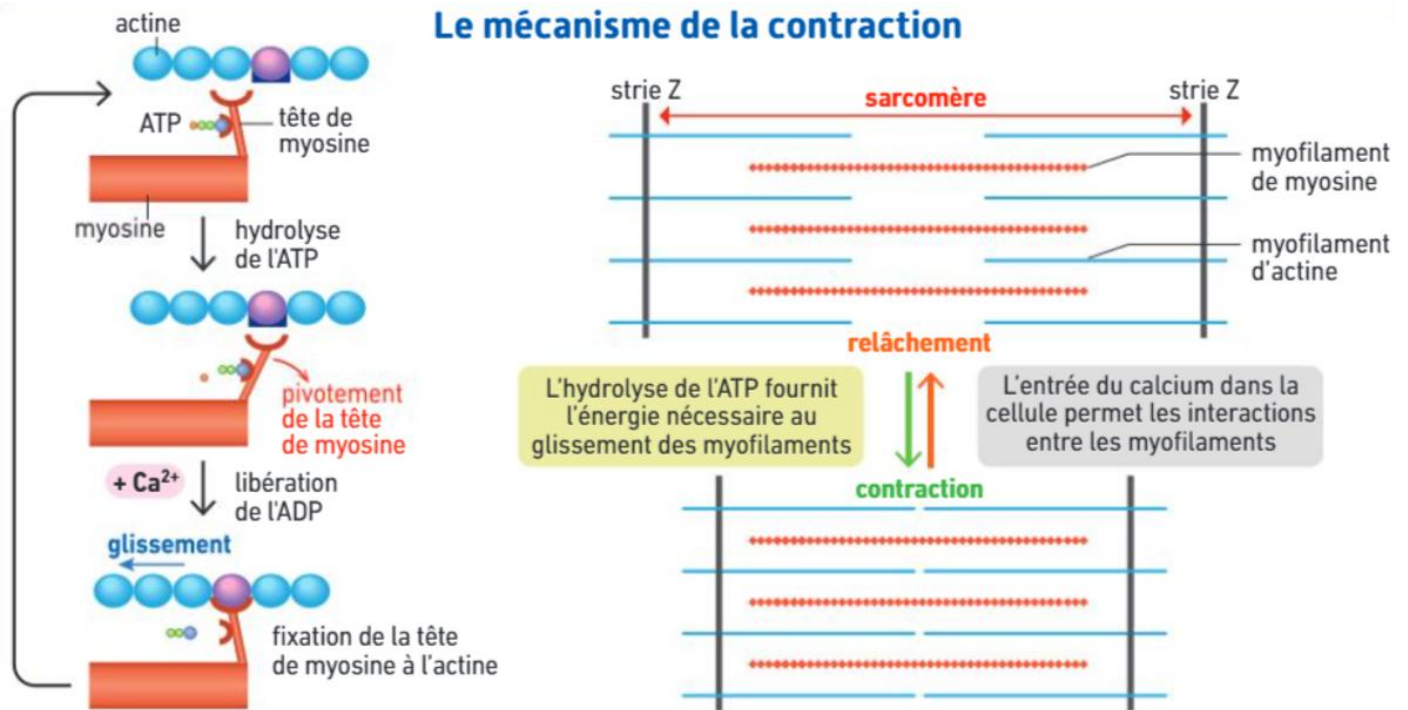 Le mécanisme de la contraction
actine
ATP
tête de
myosine
myosine
hydrolyse
de l'ATP
pivotement
de la tête
de myosine
+ Ca²⁺
libération
de l'ADP
glissement
fixation de la tête
de myosine à l'actine
strie Z
sarcomère
strie Z
myofilament
de myosine
myofilament
d'actine
relâchement
L'hydrolyse de l'ATP fournit
l'énergie nécessaire au
glissement des myofilaments
L'entrée du calcium dans la
cellule permet les interactions
entre les myofilaments
contraction